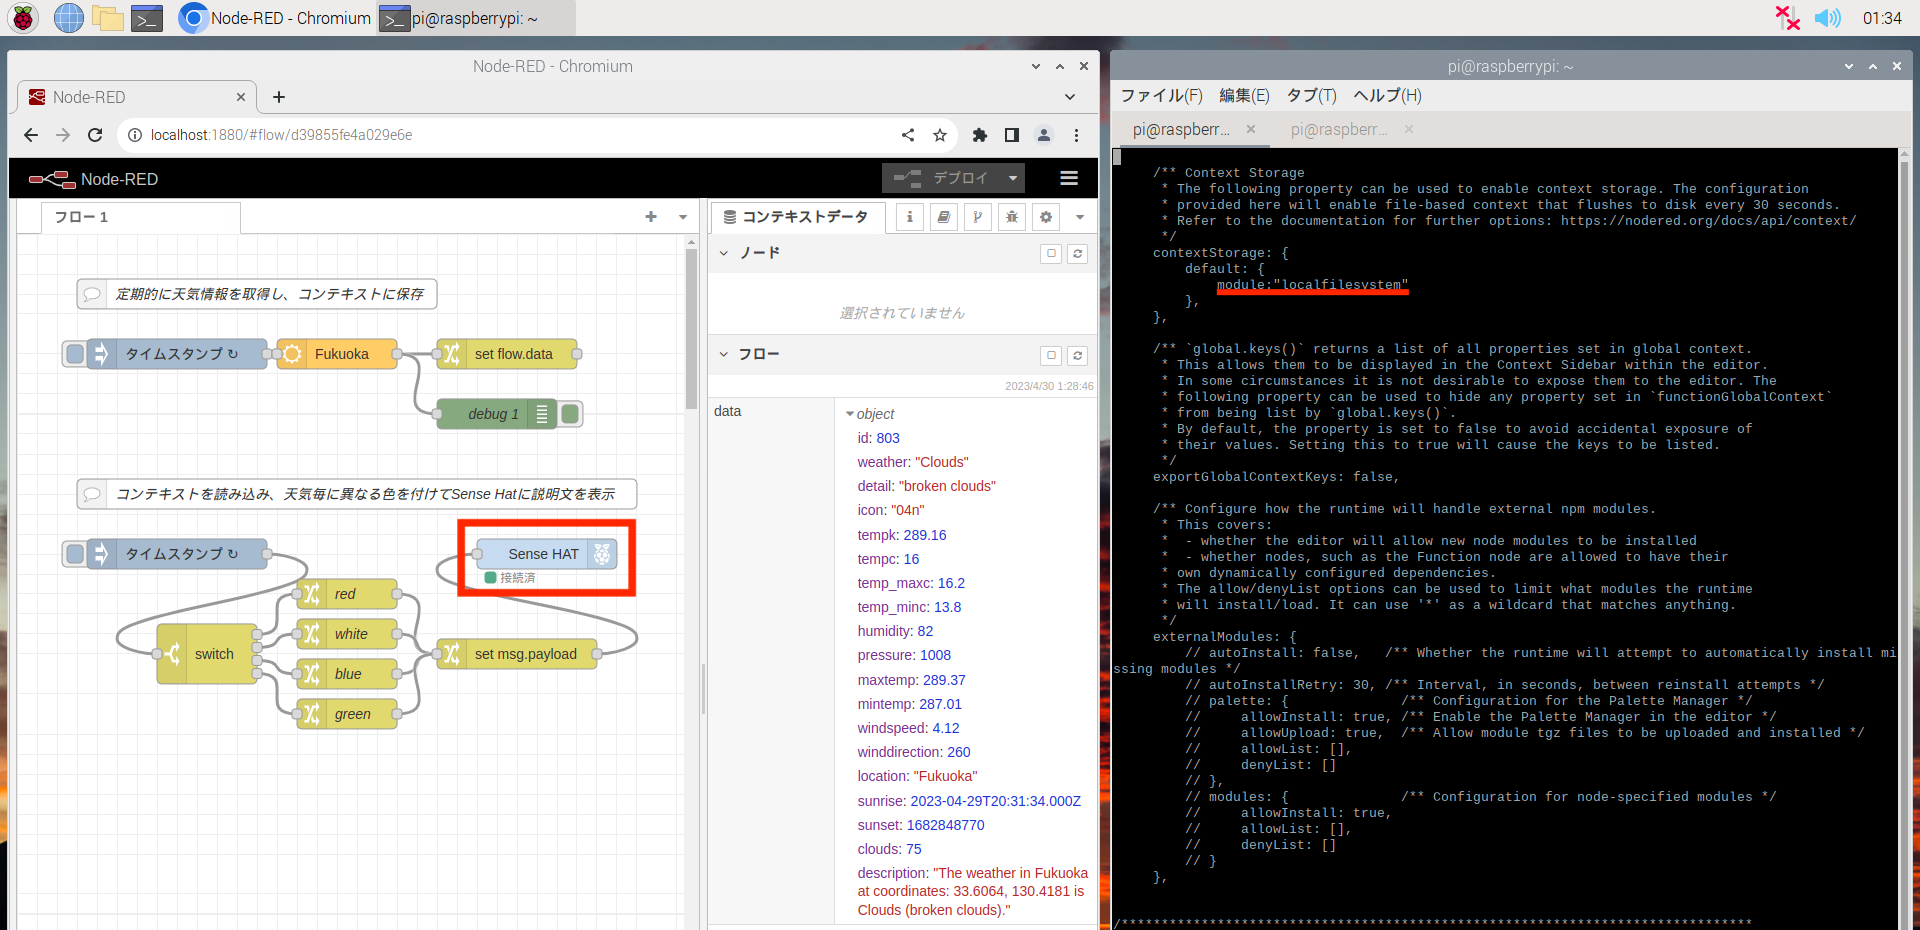 Node-RED - Chromium
pi@raspberrypi: ~
01:34
Node-RED - Chromium
Node-RED
localhost:1880/#flow/d39855fe4a029e6e
Node-RED
デプロイ
フロー 1
定期的に天気情報を取得し、コンテキストに保存
タイムスタンプ ↻
Fukuoka
set flow.data
debug 1
コンテキストを読み込み、天気毎に異なる色を付けてSense Hatに説明文を表示
タイムスタンプ ↻
Sense HAT
接続済
red
white
switch
set msg.payload
blue
green
コンテキストデータ
i
ノード
選択されていません
フロー
2023/4/30 1:28:46
data
object
id: 803
weather: "Clouds"
detail: "broken clouds"
icon: "04n"
tempk: 289.16
tempc: 16
temp_maxc: 16.2
temp_minc: 13.8
humidity: 82
pressure: 1008
maxtemp: 289.37
mintemp: 287.01
windspeed: 4.12
winddirection: 260
location: "Fukuoka"
sunrise: 2023-04-29T20:31:34.000Z
sunset: 1682848770
clouds: 75
description: "The weather in Fukuoka
at coordinates: 33.6064, 130.4181 is
Clouds (broken clouds)."
pi@raspberrypi: ~
ファイル(F) 編集(E) タブ(T) ヘルプ(H)
pi@raspberr...
pi@raspberr...
/** Context Storage
* The following property can be used to enable context storage. The configuration
* provided here will enable file-based context that flushes to disk every 30 seconds.
* Refer to the documentation for further options: https://nodered.org/docs/api/context/
*/
contextStorage: {
default: {
module:"localfilesystem"
},
},
/** `global.keys()` returns a list of all properties set in global context.
* This allows them to be displayed in the Context Sidebar within the editor.
* In some circumstances it is not desirable to expose them to the editor. The
* following property can be used to hide any property set in `functionGlobalContext`
* from being list by `global.keys()`.
* By default, the property is set to false to avoid accidental exposure of
* their values. Setting this to true will cause the keys to be listed.
*/
exportGlobalContextKeys: false,
/** Configure how the runtime will handle external npm modules.
* This covers:
* - whether the editor will allow new node modules to be installed
* - whether nodes, such as the Function node are allowed to have their
* own dynamically configured dependencies.
* The allow/denyList options can be used to limit what modules the runtime
* will install/load. It can use '*' as a wildcard that matches anything.
*/
externalModules: {
// autoInstall: false, /** Whether the runtime will attempt to automatically install mi
ssing modules */
// autoInstallRetry: 30, /** Interval, in seconds, between reinstall attempts */
// palette: { /** Configuration for the Palette Manager */
// allowInstall: true, /** Enable the Palette Manager in the editor */
// allowUpload: true, /** Allow module tgz files to be uploaded and installed */
// allowList: [],
// denyList: []
// },
// modules: { /** Configuration for node-specified modules */
// allowInstall: true,
// allowList: [],
// denyList: []
// }
},
/*******************************************************************************